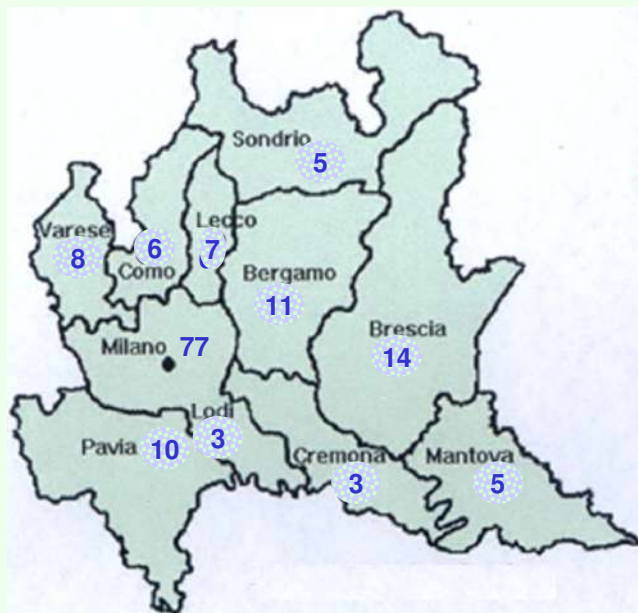 Sondrio
5
Varese
8
6
Como
Lecco
7
Bergamo
11
Brescia
14
Milano 77
Lodi
3
Pavia 10
Cremona
3
Mantova
5